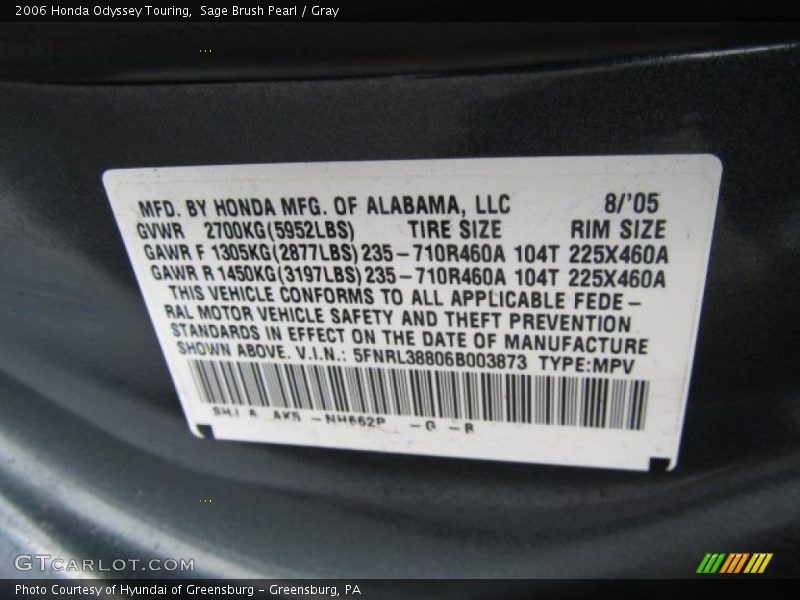 2006 Honda Odyssey Touring, Sage Brush Pearl / Gray
MFD. BY HONDA MFG. OF ALABAMA, LLC 8/'05
GVWR 2700KG(5952LBS) TIRE SIZE RIM SIZE
GAWR F 1305KG(2877LBS) 235-710R460A 104T 225X460A
GAWR R 1450KG(3197LBS) 235-710R460A 104T 225X460A
THIS VEHICLE CONFORMS TO ALL APPLICABLE FEDE-
RAL MOTOR VEHICLE SAFETY AND THEFT PREVENTION
STANDARDS IN EFFECT ON THE DATE OF MANUFACTURE
SHOWN ABOVE. V.I.N.: 5FNRL38806B003873 TYPE:MPV
A -NH662P -G -B
GTCARLOT.COM
Photo Courtesy of Hyundai of Greensburg - Greensburg, PA